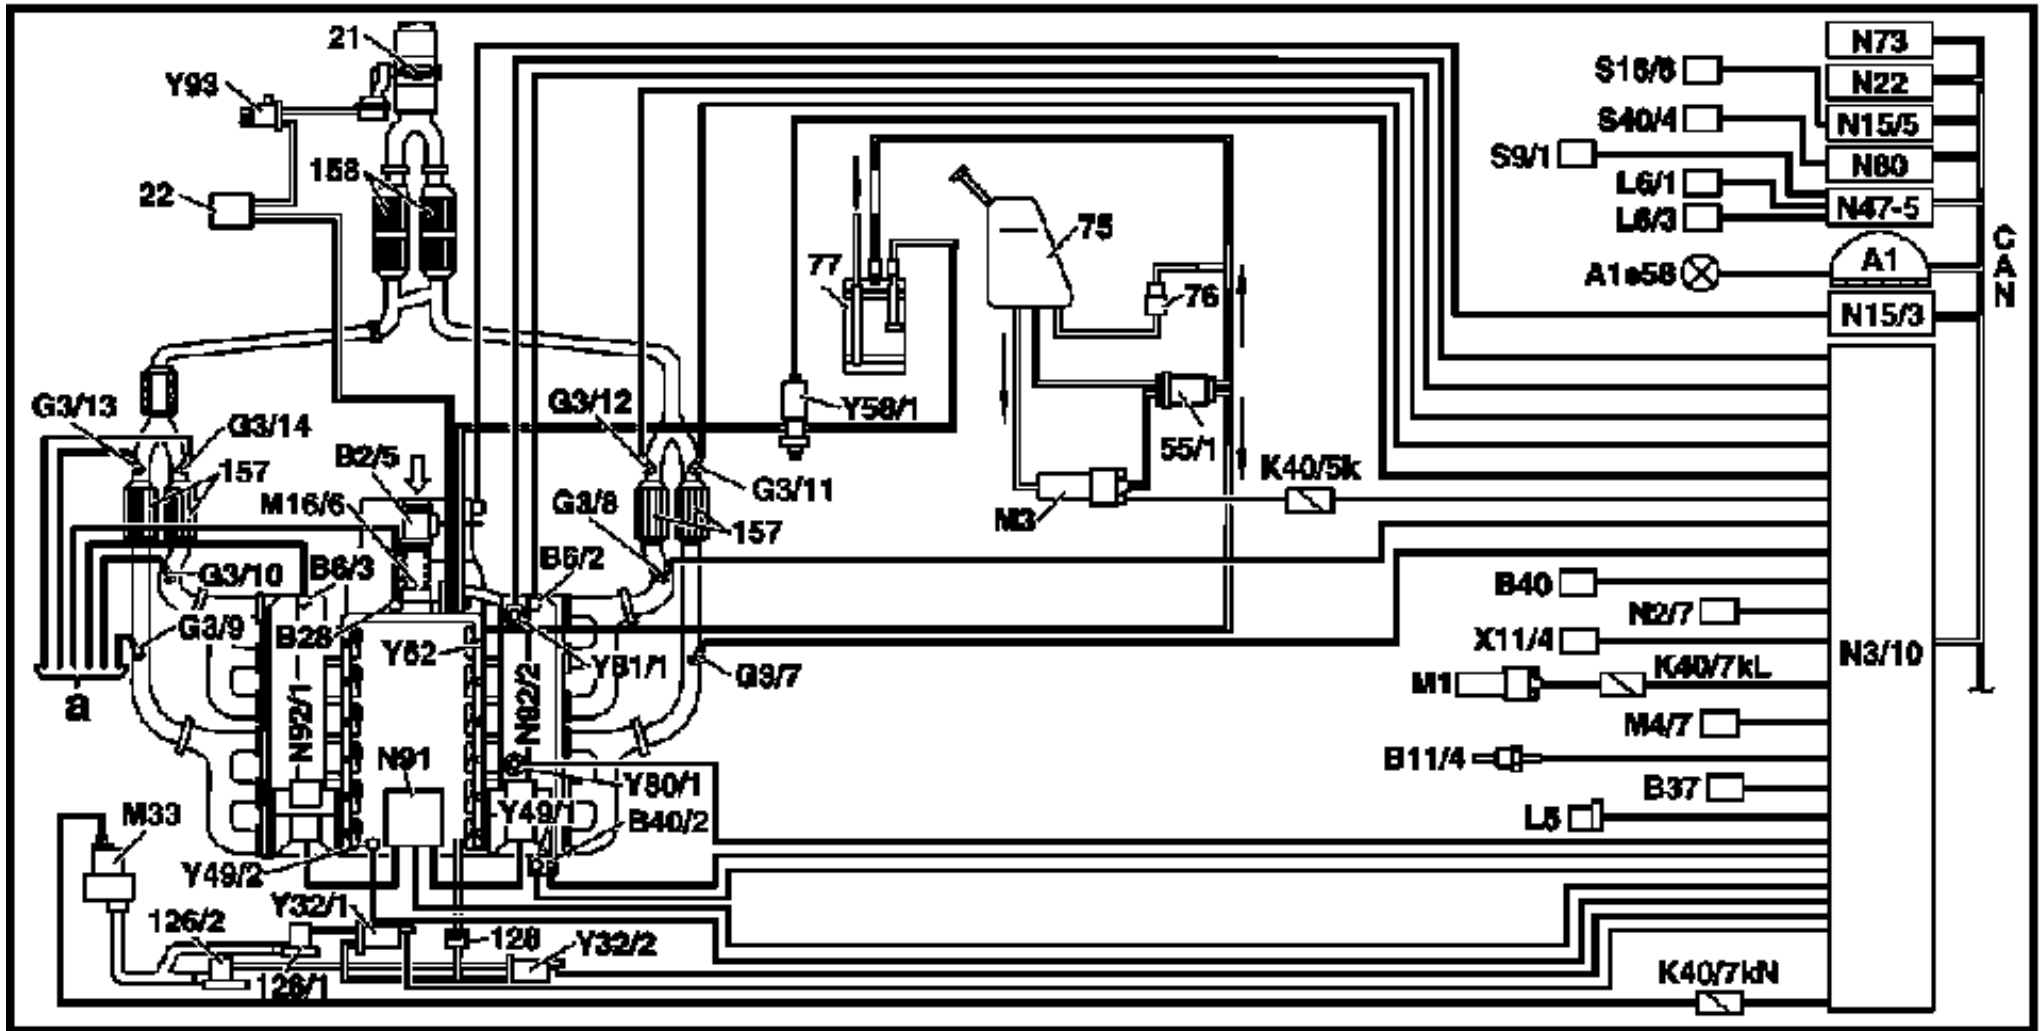 21
N73
S16/6
Y93
N22
S40/4
N15/5
S9/1
N80
158
L6/1
22
N47-5
L6/3
75
CAN
77
A1
A1e58
76
N15/3
G3/13
G3/12
Y58/1
G3/14
55/1
B2/5
157
K40/5k
G3/11
M16/6
G3/8
M3
157
B6/2
G3/10
B6/3
B40
N2/7
G3/9
B28
X11/4
Y62
N3/10
Y81/1
G3/7
K40/7kL
M1
a
N92/1
N92/2
M4/7
N91
B11/4
Y80/1
B37
M33
Y49/1
B40/2
L5
Y49/2
Y32/1
126/2
128
Y32/2
K40/7kN
126/1